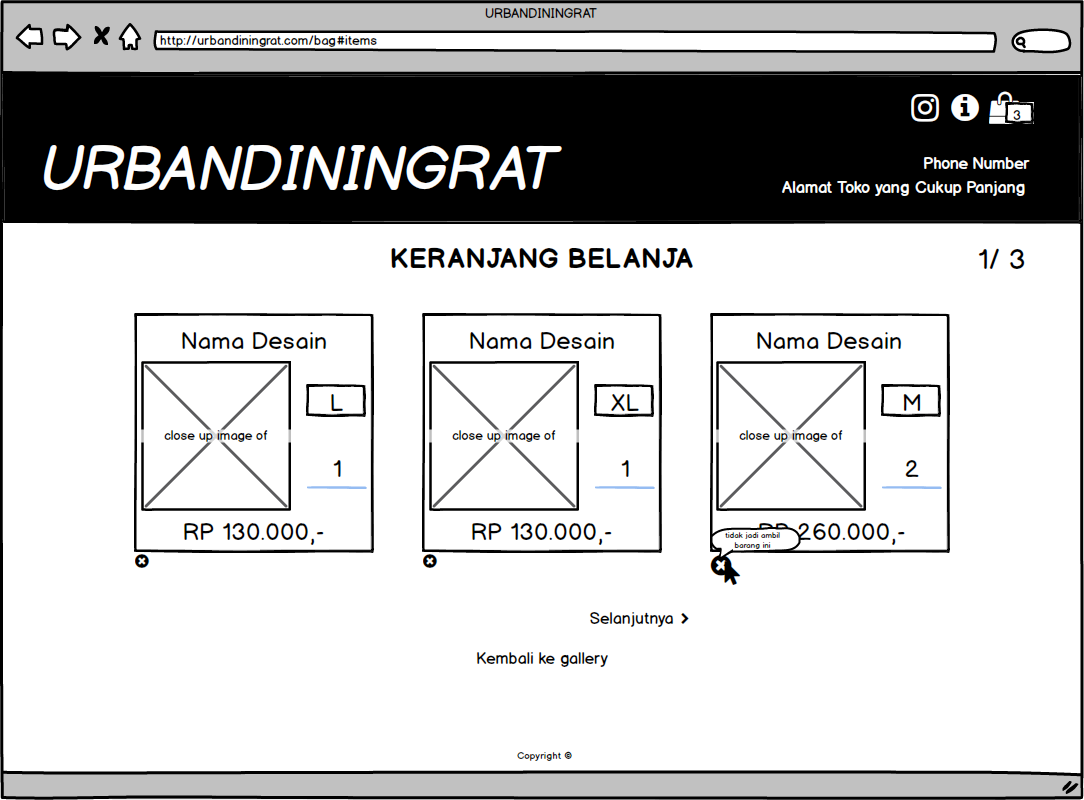 URBANDININGRAT
http://urbandiningrat.com/bag#items
3
URBANDININGRAT
Phone Number
Alamat Toko yang Cukup Panjang
KERANJANG BELANJA
1/ 3
Nama Desain
L
close up image of
1
RP 130.000,-
Nama Desain
XL
close up image of
1
RP 130.000,-
Nama Desain
M
close up image of
2
RP 260.000,-
tidak jadi ambil
barang ini
Selanjutnya >
Kembali ke gallery
Copyright ©